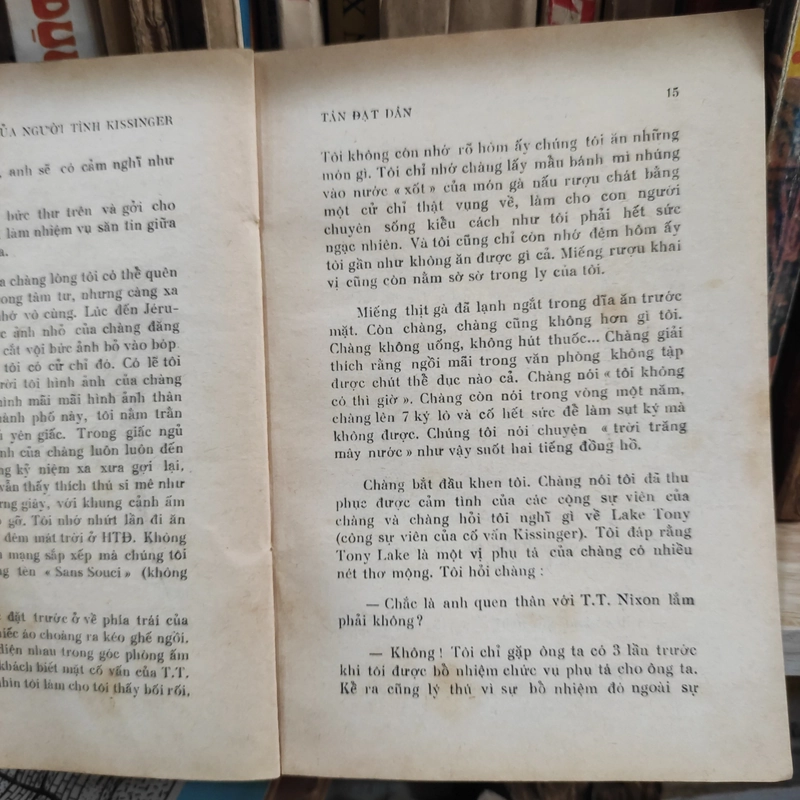 ỦA NGƯỜI TÌNH KISSINGER
, anh sẽ có cảm nghĩ như
bức thư trên và gởi cho
làm nhiệm vụ săn tin giữa
a.
a chàng lòng tôi có thể quên
ong tâm tư, nhưng càng xa
hớ vô cùng. Lúc đến Jéru-
c ảnh nhỏ của chàng đăng
cắt vội bức ảnh bỏ vào bóp.
tôi có cử chỉ đó. Có lẽ tôi
rời tôi hình ảnh của chàng
hình mãi mãi hình ảnh thân
hành phố này, tôi nằm trần
yên giấc. Trong giấc ngủ
nh của chàng luôn luôn đến
ng kỷ niệm xa xưa gợi lại,
vẫn thấy thích thú si mê như
ng giây, với khung cảnh ấm
gõ. Tôi nhớ nhứt lần đi ăn
đêm mát trời ở HTĐ. Không
mạng sắp xếp mà chúng tôi
ng tên « Sans Souci » (không
đặt trước ở về phía trái của
iếc áo choàng ra kéo ghế ngồi.
diện nhau trong góc phòng ấm
khách biết mặt cố vấn của T.T.
hìn tôi làm cho tôi thấy bối rối.
TÂN ĐẠT DÂN
15
Tôi không còn nhớ rõ hôm ấy chúng tôi ăn những
món gì. Tôi chỉ nhớ chàng lấy mẩu bánh mì nhúng
vào nước « xốt » của món gà nấu rượu chát bằng
một cử chỉ thật vụng về, làm cho con người
chuyên sống kiểu cách như tôi phải hết sức
ngạc nhiên. Và tôi cũng chỉ còn nhớ đêm hôm ấy
tôi gần như không ăn được gì cả. Miếng rượu khai
vị cũng còn nằm sờ sờ trong ly của tôi.
Miếng thịt gà đã lạnh ngắt trong dĩa ăn trước
mặt. Còn chàng, chàng cũng không hơn gì tôi.
Chàng không uống, không hút thuốc... Chàng giải
thích rằng ngồi mãi trong văn phòng không tập
được chút thể dục nào cả. Chàng nói « tôi không
có thì giờ ». Chàng còn nói trong vòng một năm,
chàng lên 7 ký lô và cố hết sức để làm sụt ký mà
không được. Chúng tôi nói chuyện « trời trăng
mây nước » như vậy suốt hai tiếng đồng hồ.
Chàng bắt đầu khen tôi. Chàng nói tôi đã thu
phục được cảm tình của các cộng sự viên của
chàng và chàng hỏi tôi nghĩ gì về Lake Tony
(công sự viên của cố vấn Kissinger). Tôi đáp rằng
Tony Lake là một vị phụ tá của chàng có nhiều
nét thơ mộng. Tôi hỏi chàng :
— Chắc là anh quen thân với T.T. Nixon lắm
phải không?
— Không ! Tôi chỉ gặp ông ta có 3 lần trước
khi tôi được bổ nhiệm chức vụ phụ tá cho ông ta.
Kể ra cũng lý thú vì sự bổ nhiệm đó ngoài sự